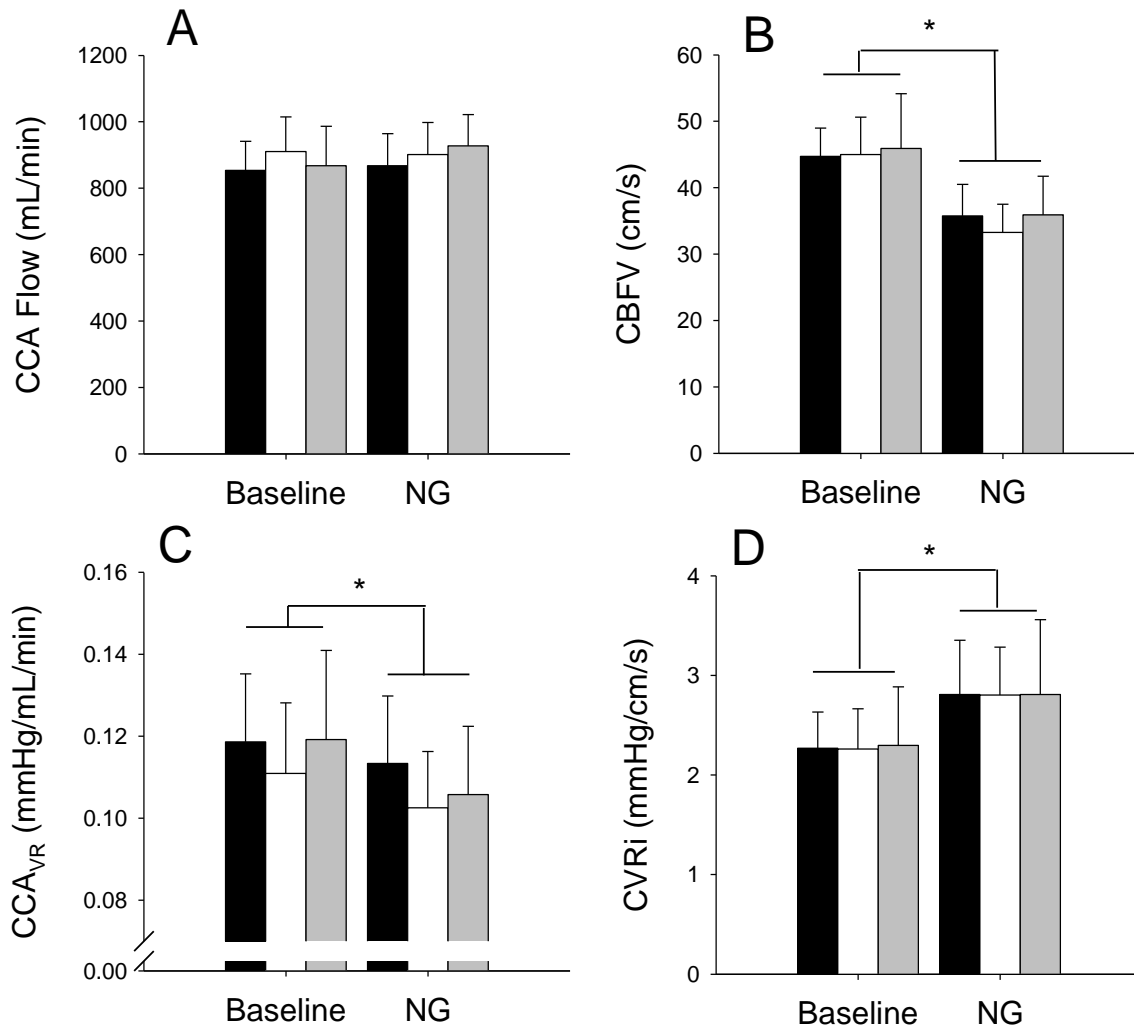 A
CCA Flow (mL/min)
1200
1000
800
600
400
200
0
Baseline NG
B
*
CBFV (cm/s)
60
50
40
30
20
10
0
Baseline NG
C
*
CCA_VR (mmHg/mL/min)
0.16
0.14
0.12
0.10
0.08
0.00
Baseline NG
D
*
CVRi (mmHg/cm/s)
4
3
2
1
0
Baseline NG